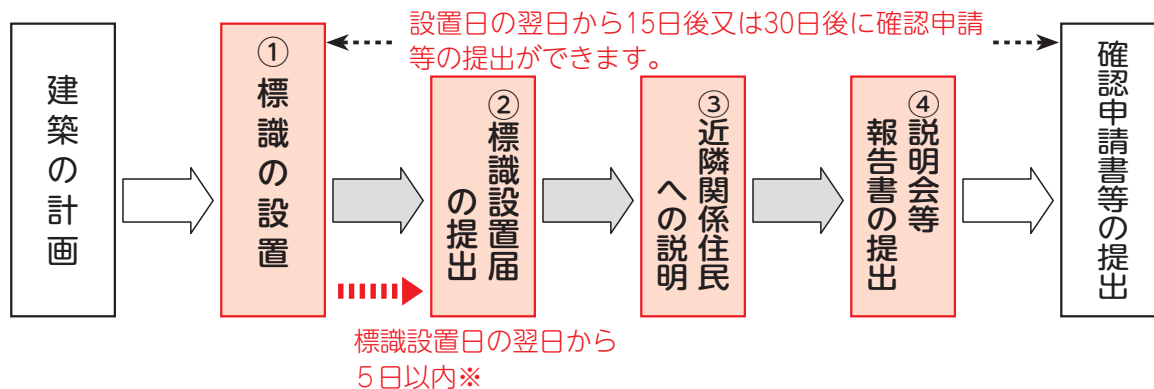 設置日の翌日から15日後又は30日後に確認申請
等の提出ができます。
建築の計画
①標識の設置
②標識設置届
の提出
③近隣関係住民
への説明
④説明会等
報告書の提出
確認申請書等の提出
標識設置日の翌日から
５日以内※